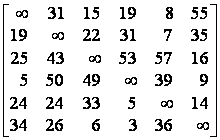 ∞ 31 15 19 8 55
19 ∞ 22 31 7 35
25 43 ∞ 53 57 16
5 50 49 ∞ 39 9
24 24 33 5 ∞ 14
34 26 6 3 36 ∞